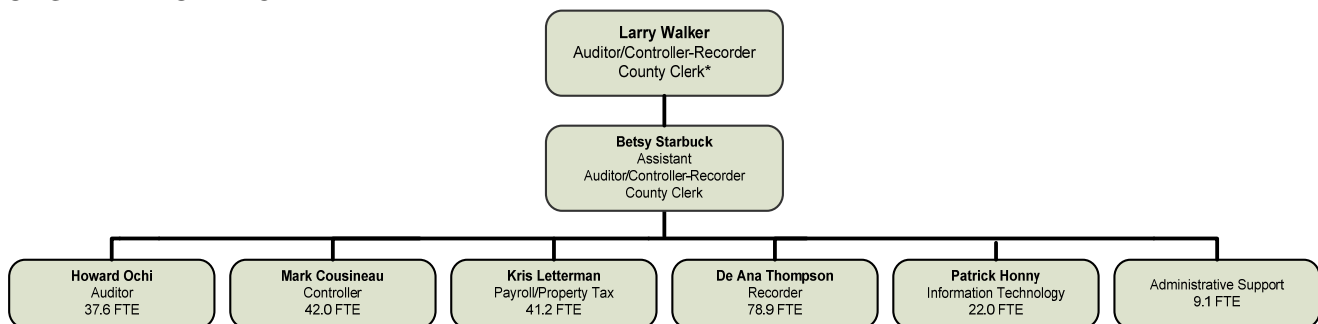 Larry Walker
Auditor/Controller-Recorder
County Clerk*
Betsy Starbuck
Assistant
Auditor/Controller-Recorder
County Clerk
Howard Ochi
Auditor
37.6 FTE
Mark Cousineau
Controller
42.0 FTE
Kris Letterman
Payroll/Property Tax
41.2 FTE
De Ana Thompson
Recorder
78.9 FTE
Patrick Honny
Information Technology
22.0 FTE
Administrative Support
9.1 FTE